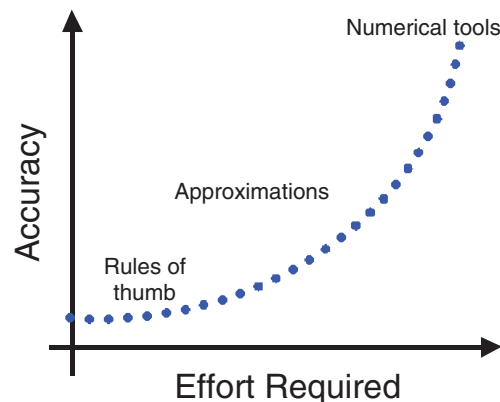 Numerical tools
Approximations
Rules of
thumb
Accuracy
Effort Required